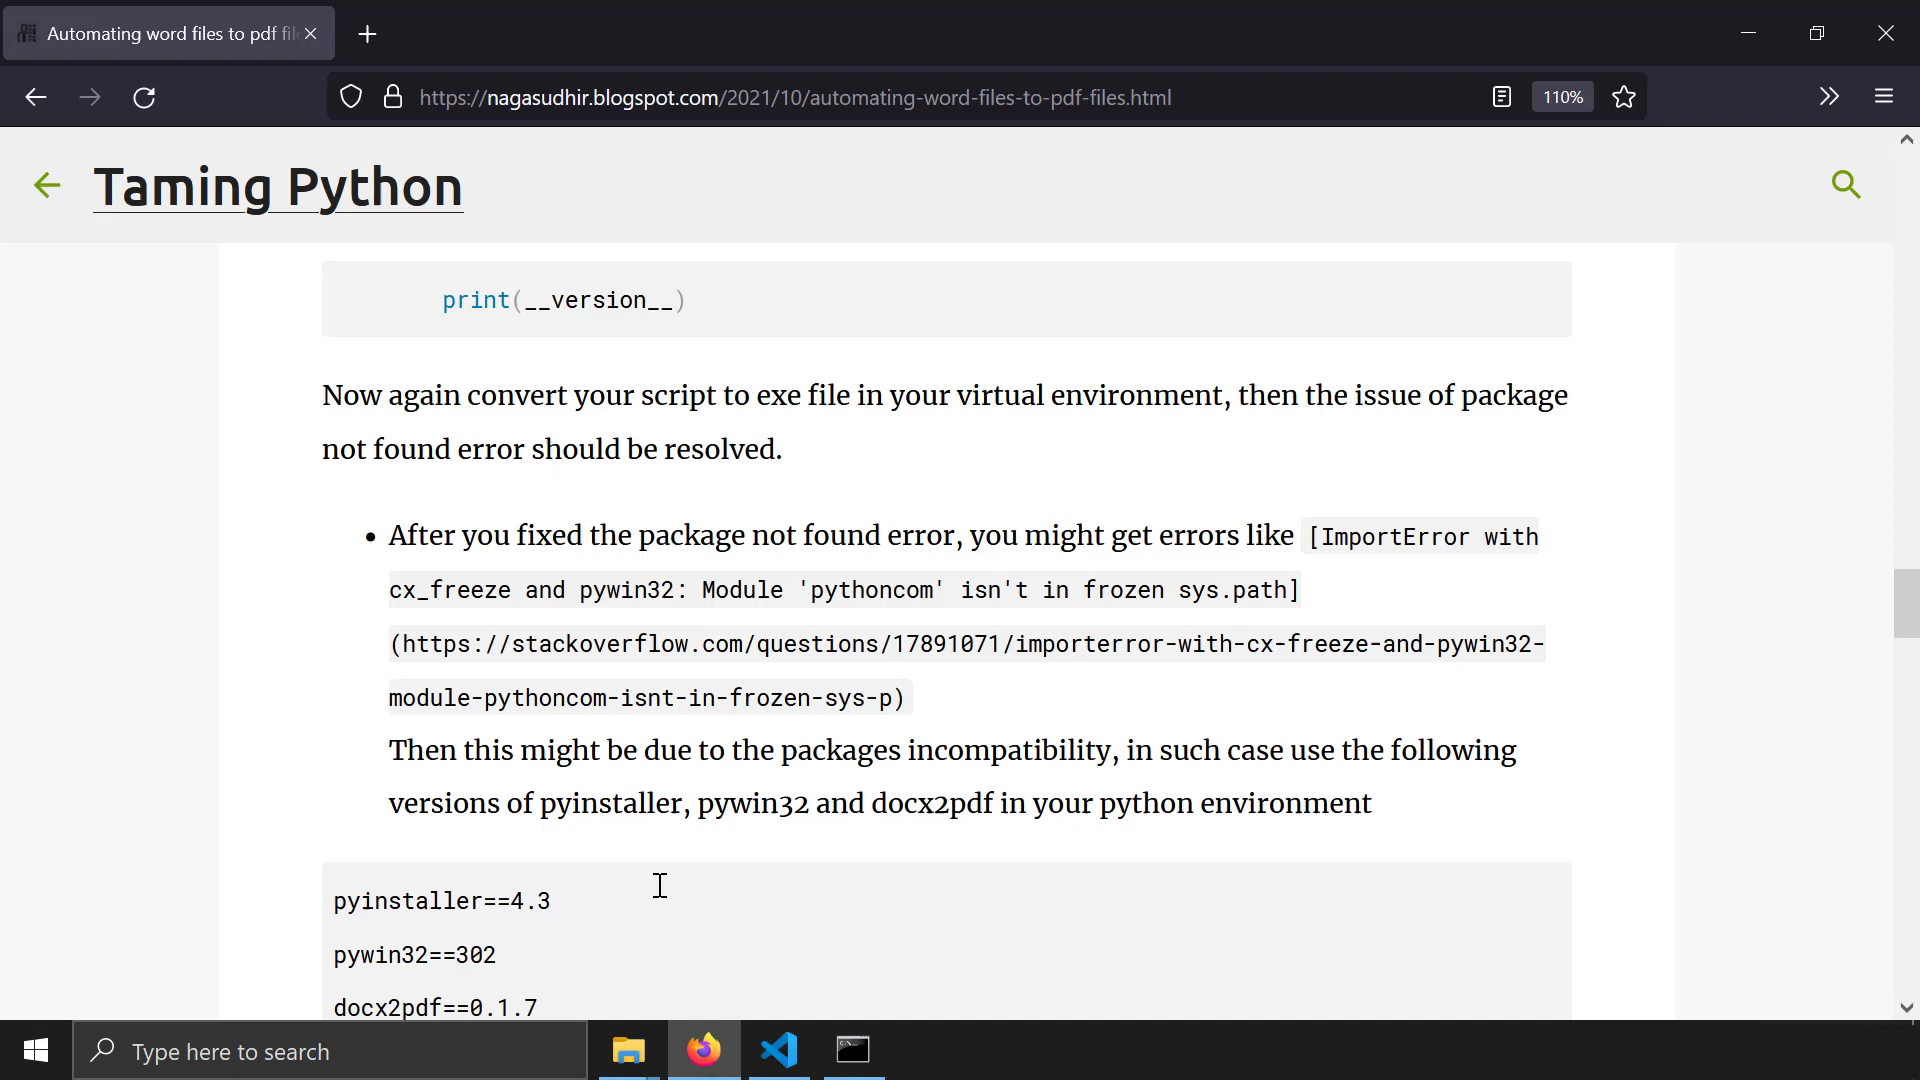 Automating word files to pdf fil
https://nagasudhir.blogspot.com/2021/10/automating-word-files-to-pdf-files.html
110%
Taming Python
print(__version__)
Now again convert your script to exe file in your virtual environment, then the issue of package
not found error should be resolved.
After you fixed the package not found error, you might get errors like [ImportError with
cx_freeze and pywin32: Module 'pythoncom' isn't in frozen sys.path]
(https://stackoverflow.com/questions/17891071/importerror-with-cx-freeze-and-pywin32-
module-pythoncom-isnt-in-frozen-sys-p)
Then this might be due to the packages incompatibility, in such case use the following
versions of pyinstaller, pywin32 and docx2pdf in your python environment
pyinstaller==4.3
pywin32==302
docx2pdf==0.1.7
Type here to search